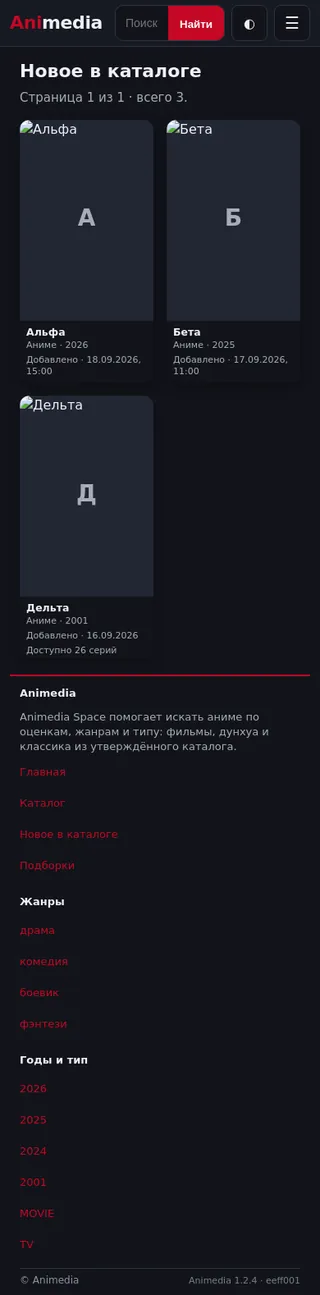 Animedia
Поиск
Найти
Новое в каталоге
Страница 1 из 1 · всего 3.
Альфа
А
Альфа
Аниме · 2026
Добавлено · 18.09.2026,
15:00
Бета
Б
Бета
Аниме · 2025
Добавлено · 17.09.2026,
11:00
Дельта
Д
Дельта
Аниме · 2001
Добавлено · 16.09.2026
Доступно 26 серий
Animedia
Animedia Space помогает искать аниме по
оценкам, жанрам и типу: фильмы, дунхуа и
классика из утверждённого каталога.
Главная
Каталог
Новое в каталоге
Подборки
Жанры
драма
комедия
боевик
фэнтези
Годы и тип
2026
2025
2024
2001
MOVIE
TV
© Animedia
Animedia 1.2.4 · eeff001